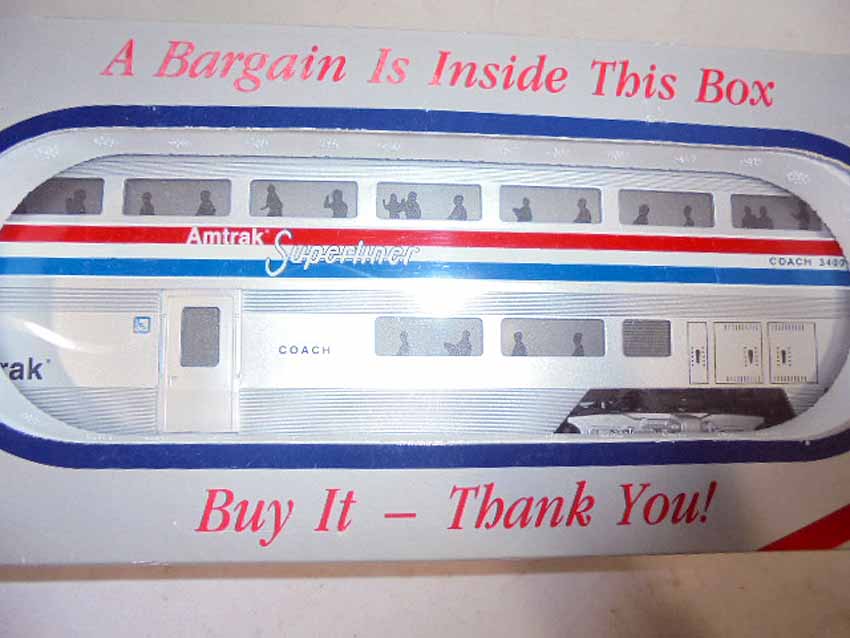 A Bargain Is Inside This Box
Amtrak® Superliner
COACH 3400
COACH
rak®
Buy It – Thank You!